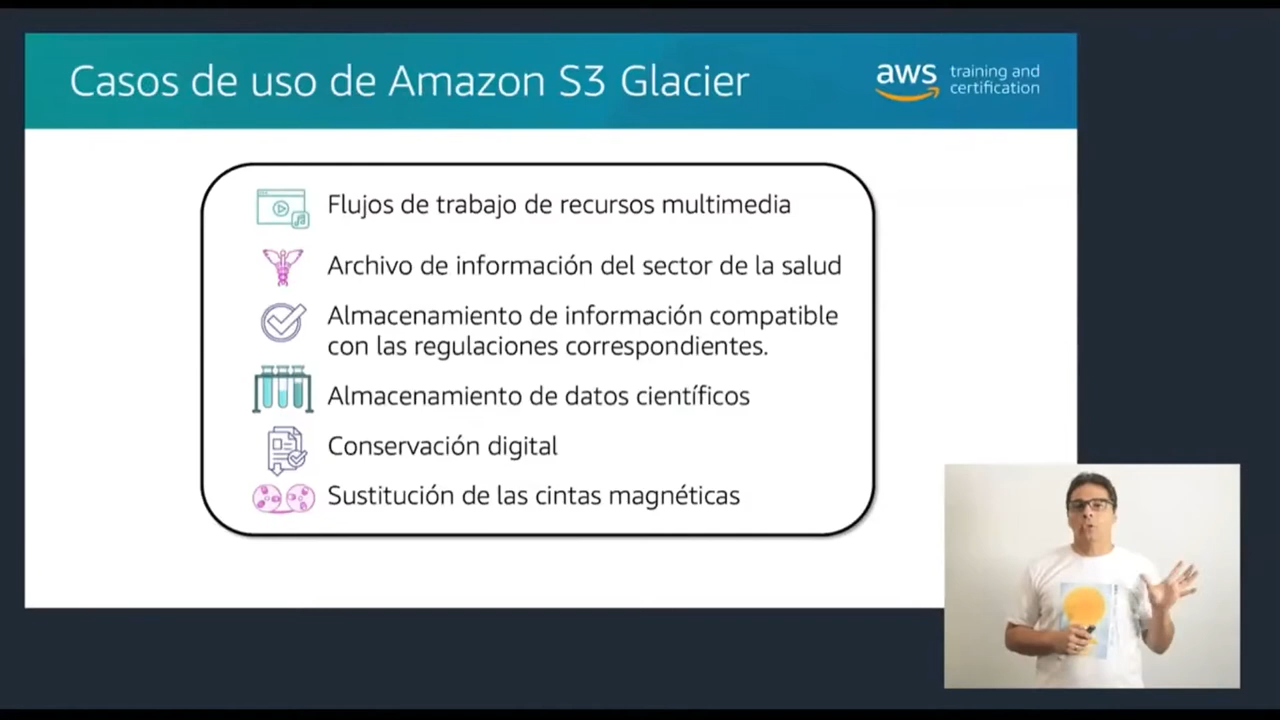 Casos de uso de Amazon S3 Glacier
aws training and
certification
Flujos de trabajo de recursos multimedia
Archivo de información del sector de la salud
Almacenamiento de información compatible
con las regulaciones correspondientes.
Almacenamiento de datos científicos
Conservación digital
Sustitución de las cintas magnéticas